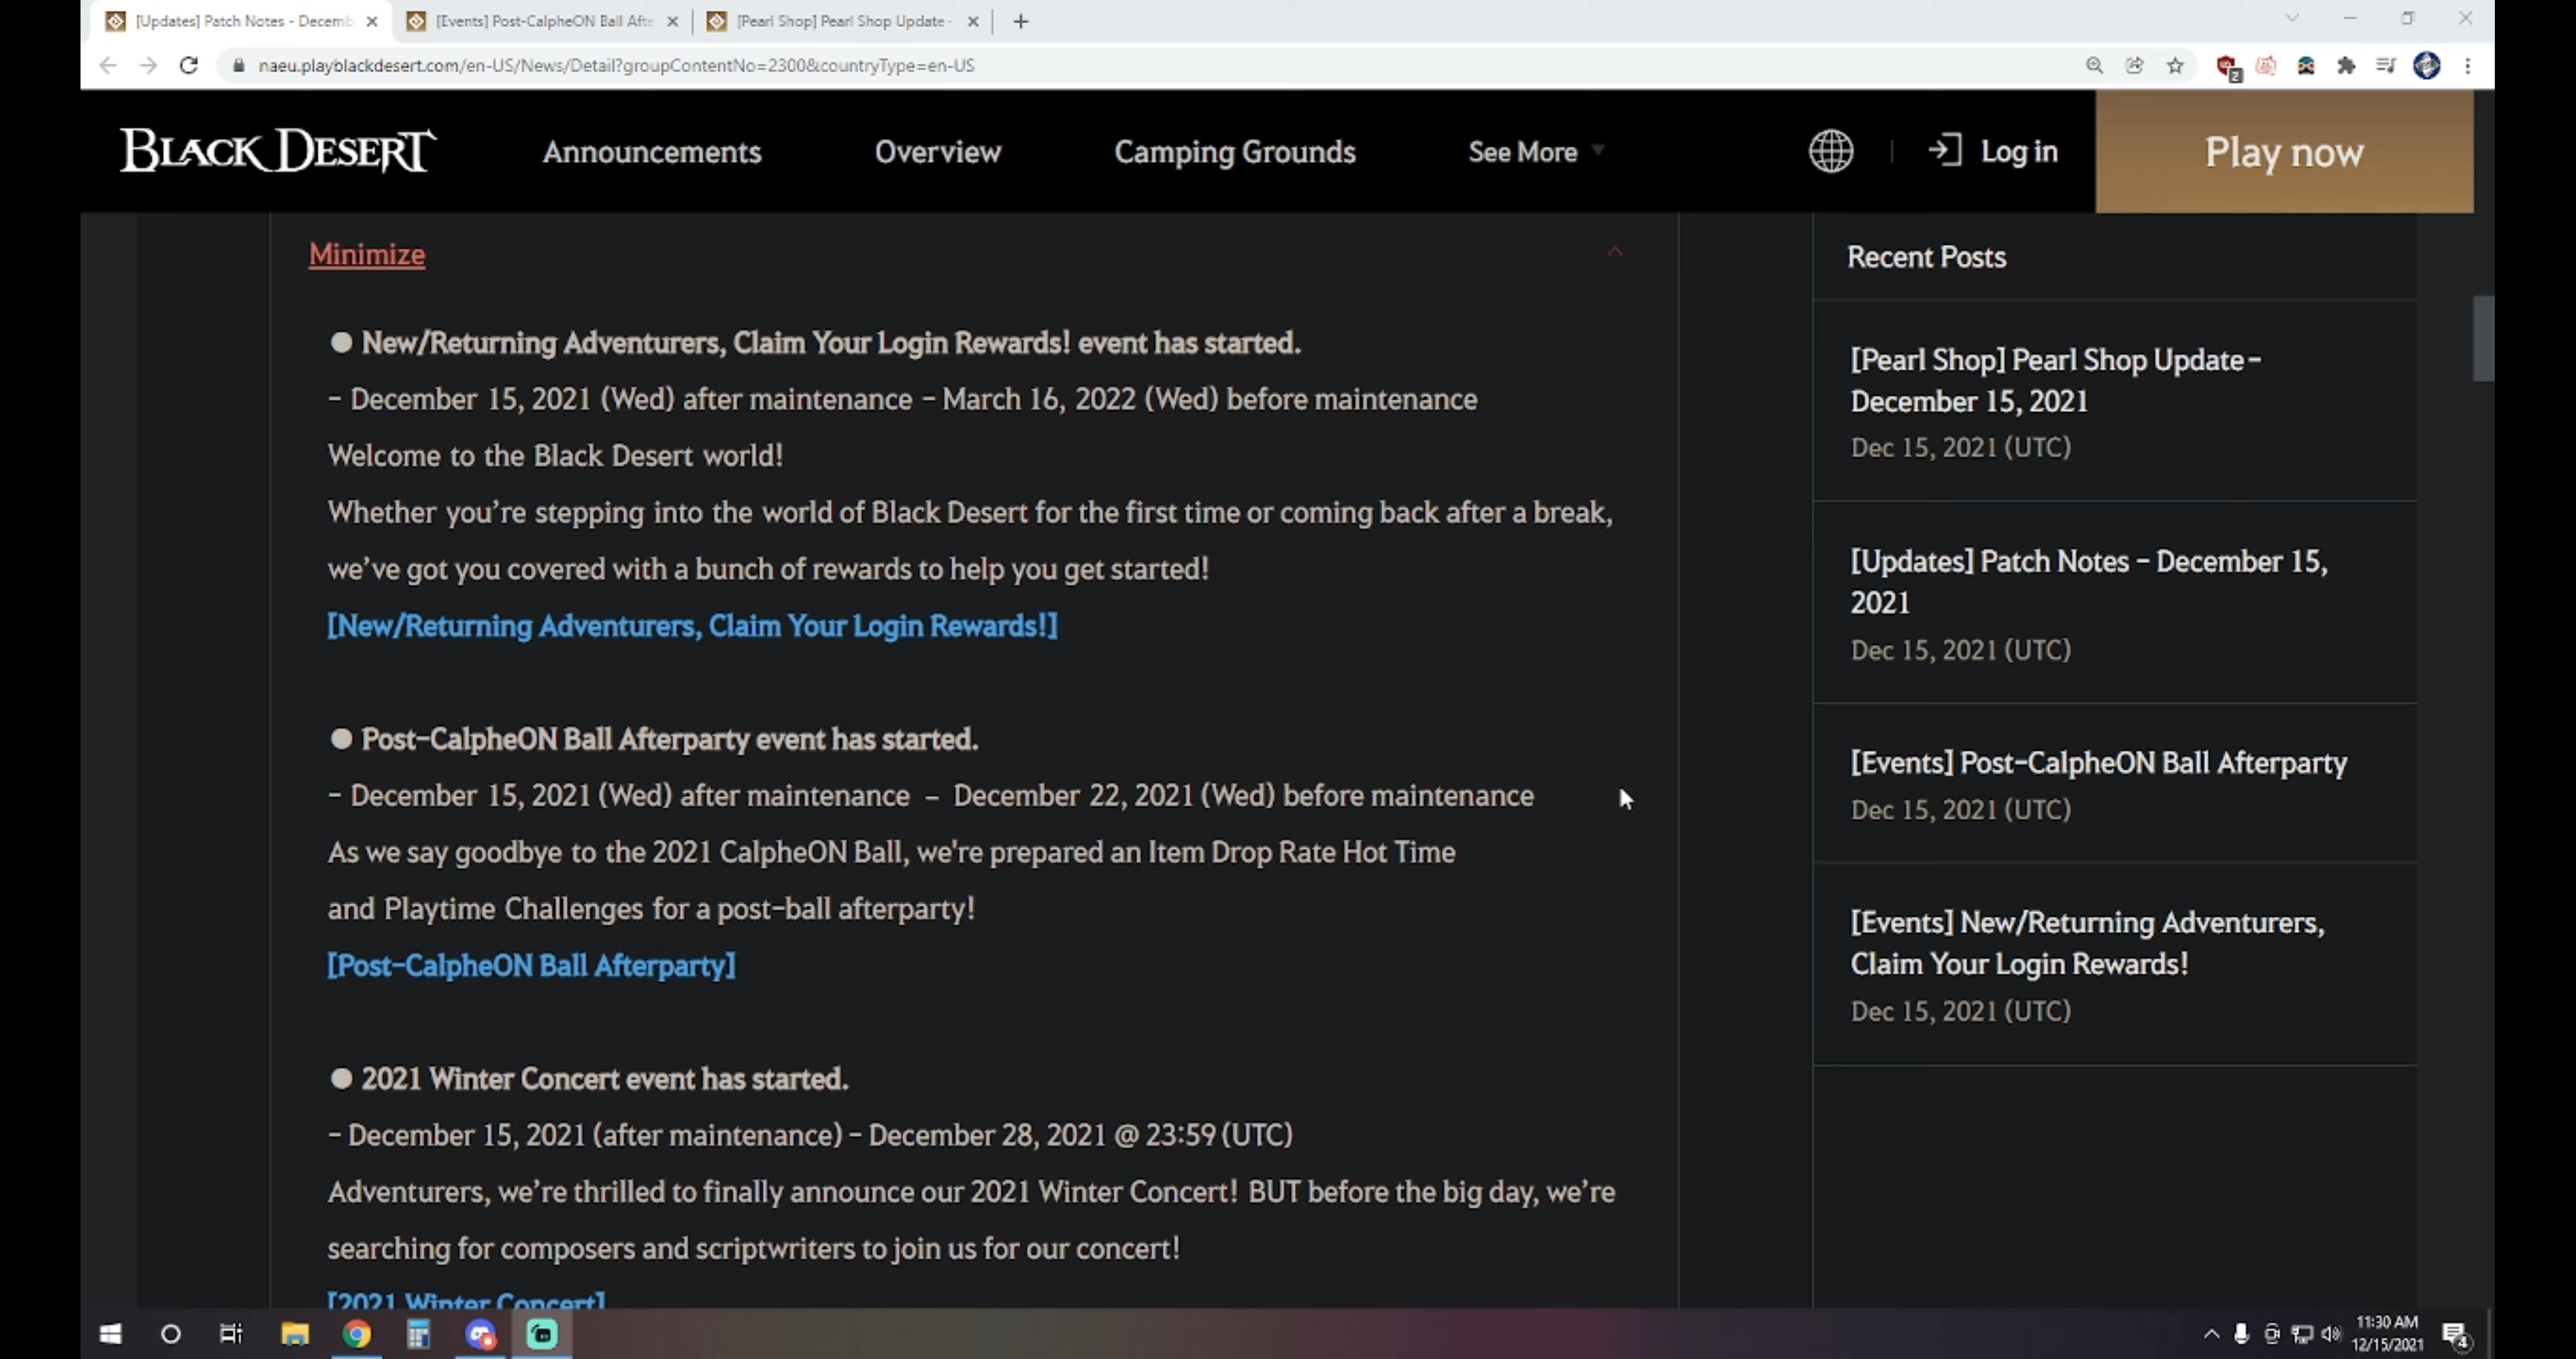 [Updates] Patch Notes - Decemb
[Events] Post-CalpheON Ball Afte
[Pearl Shop] Pearl Shop Update -
naeu.playblackdesert.com/en-US/News/Detail?groupContentNo=2300&countryType=en-US
2
BLACK DESERT
Announcements
Overview
Camping Grounds
See More
Log in
Play now
Minimize
● New/Returning Adventurers, Claim Your Login Rewards! event has started.
- December 15, 2021 (Wed) after maintenance - March 16, 2022 (Wed) before maintenance
Welcome to the Black Desert world!
Whether you're stepping into the world of Black Desert for the first time or coming back after a break,
we've got you covered with a bunch of rewards to help you get started!
[New/Returning Adventurers, Claim Your Login Rewards!]
● Post-CalpheON Ball Afterparty event has started.
- December 15, 2021 (Wed) after maintenance – December 22, 2021 (Wed) before maintenance
As we say goodbye to the 2021 CalpheON Ball, we're prepared an Item Drop Rate Hot Time
and Playtime Challenges for a post-ball afterparty!
[Post-CalpheON Ball Afterparty]
● 2021 Winter Concert event has started.
- December 15, 2021 (after maintenance) - December 28, 2021 @ 23:59 (UTC)
Adventurers, we're thrilled to finally announce our 2021 Winter Concert! BUT before the big day, we're
searching for composers and scriptwriters to join us for our concert!
[2021 Winter Concert]
Recent Posts
[Pearl Shop] Pearl Shop Update -
December 15, 2021
Dec 15, 2021 (UTC)
[Updates] Patch Notes - December 15,
2021
Dec 15, 2021 (UTC)
[Events] Post-CalpheON Ball Afterparty
Dec 15, 2021 (UTC)
[Events] New/Returning Adventurers,
Claim Your Login Rewards!
Dec 15, 2021 (UTC)
11:30 AM
12/15/2021
4